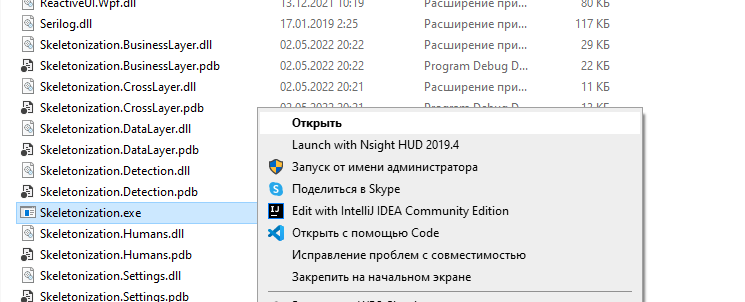 ReactiveUI.Wpf.dll 13.12.2021 10:19 Расширение при... 80 КБ
Serilog.dll 17.01.2019 2:25 Расширение при... 117 КБ
Skeletonization.BusinessLayer.dll 02.05.2022 20:22 Расширение при... 29 КБ
Skeletonization.BusinessLayer.pdb 02.05.2022 20:22 Program Debug D... 22 КБ
Skeletonization.CrossLayer.dll 02.05.2022 20:21 Расширение при... 11 КБ
Skeletonization.CrossLayer.pdb 02.05.2022 20:21 Program Debug D... 13 КБ
Skeletonization.DataLayer.dll
Открыть
Skeletonization.DataLayer.pdb
Launch with Nsight HUD 2019.4
Skeletonization.Detection.dll
Запуск от имени администратора
Skeletonization.Detection.pdb
Поделиться в Skype
Skeletonization.exe
Edit with IntelliJ IDEA Community Edition
Skeletonization.Humans.dll
Открыть с помощью Code
Skeletonization.Humans.pdb
Исправление проблем с совместимостью
Skeletonization.Settings.dll
Закрепить на начальном экране
Skeletonization.Settings.pdb